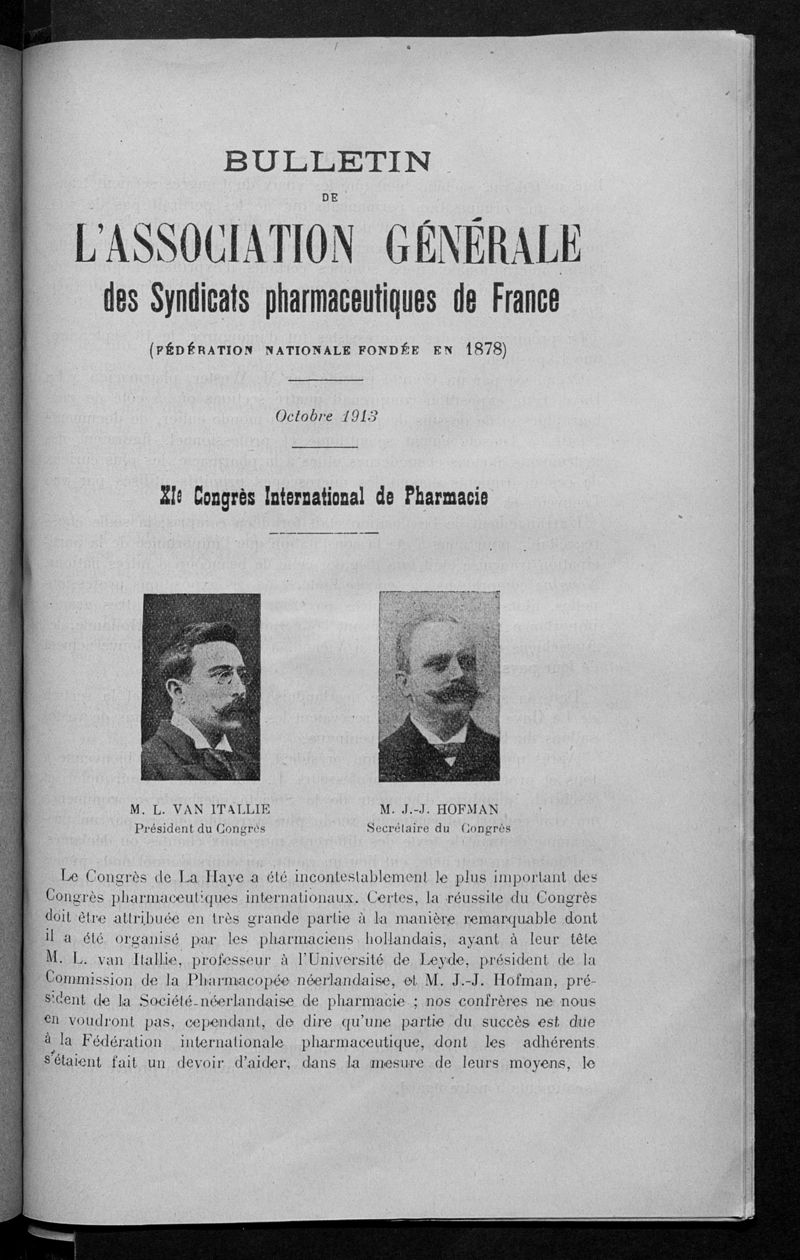 BULLETIN
DE
L'ASSOCIATION GÉNÉRALE
des Syndicats pharmaceutiques de France
(FÉDÉRATION NATIONALE FONDÉE EN 1878)
Octobre 1913
XIe Congrès International de Pharmacie
M. L. VAN ITALLIE
Président du Congrès
M. J.-J. HOFMAN
Secrétaire du Congrès
Le Congrès de La Haye a été incontestablement le plus important des
Congrès pharmaceutiques internationaux. Certes, la réussite du Congrès
doit être attribuée en très grande partie à la manière remarquable dont
il a été organisé par les pharmaciens hollandais, ayant à leur tête
M. L. van Itallie, professeur à l'Université de Leyde, président de la
Commission de la Pharmacopée néerlandaise, et M. J.-J. Hofman, pré-
sident de la Société-néerlandaise de pharmacie ; nos confrères ne nous
en voudront pas, cependant, de dire qu'une partie du succès est due
à la Fédération internationale pharmaceutique, dont les adhérents
s'étaient fait un devoir d'aider, dans la mesure de leurs moyens, le